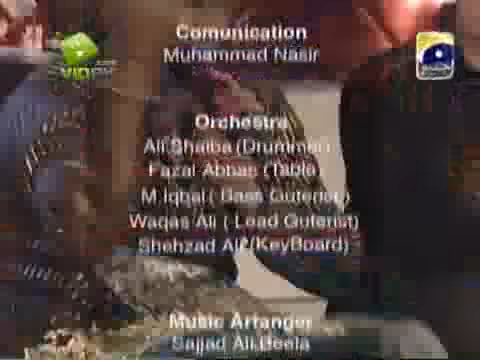 Comunication
Muhammad Nasir
Orchestra
Ali Shaiba (Drummer)
Fazal Abbas (Table)
M Iqbal ( Bass Guterist )
Waqas Ali ( Lead Guterist)
Shehzad Ali (KeyBoard)
Music Arranger
Sajjad Ali Beela